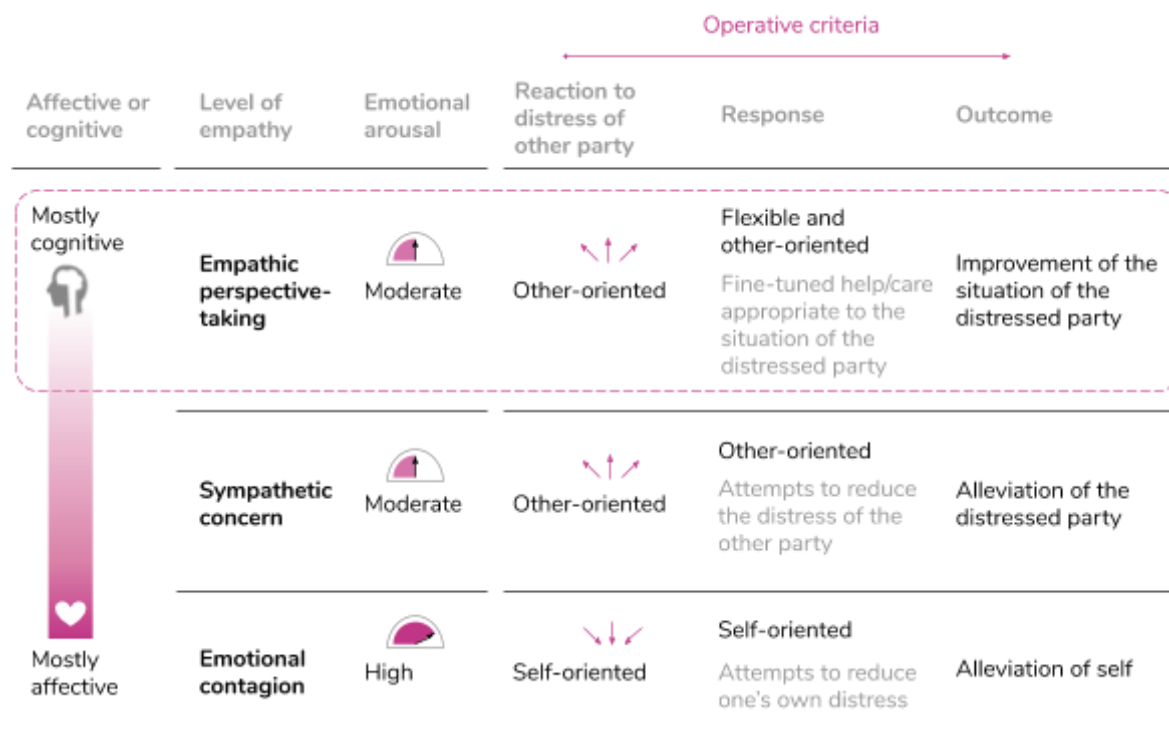 Operative criteria
Affective or
cognitive
Level of
empathy
Emotional
arousal
Reaction to
distress of
other party
Response
Outcome
Mostly
cognitive
Empathic
perspective-
taking
Moderate
Other-oriented
Flexible and
other-oriented
Fine-tuned help/care
appropriate to the
situation of the
distressed party
Improvement of the
situation of the
distressed party
Sympathetic
concern
Moderate
Other-oriented
Other-oriented
Attempts to reduce
the distress of the
other party
Alleviation of the
distressed party
Mostly
affective
Emotional
contagion
High
Self-oriented
Self-oriented
Attempts to reduce
one's own distress
Alleviation of self